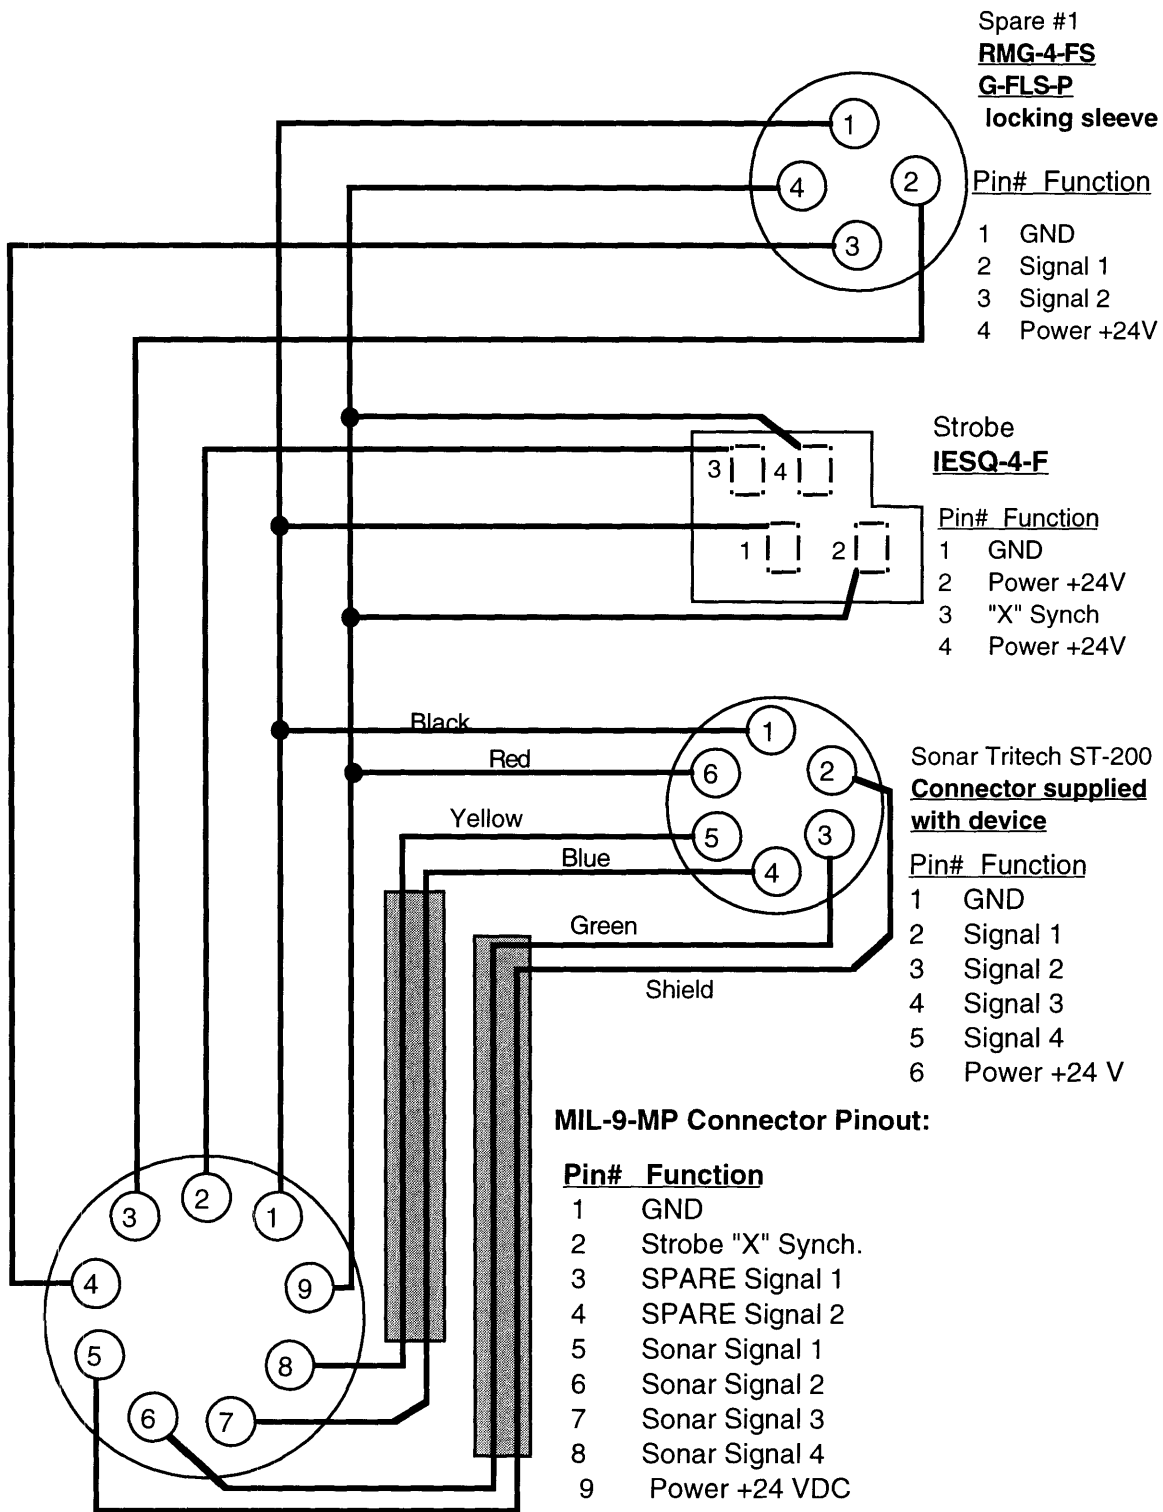 Spare #1
RMG-4-FS
G-FLS-P
locking sleeve
1
4
2
3
Pin# Function
1 GND
2 Signal 1
3 Signal 2
4 Power +24V
Strobe
IESQ-4-F
3 4
1 2
Pin# Function
1 GND
2 Power +24V
3 "X" Synch
4 Power +24V
Black
Red
Yellow
Blue
Green
Shield
1
6 2
5 3
4
Sonar Tritech ST-200
Connector supplied
with device
Pin# Function
1 GND
2 Signal 1
3 Signal 2
4 Signal 3
5 Signal 4
6 Power +24 V
MIL-9-MP Connector Pinout:
Pin# Function
1 GND
2 Strobe "X" Synch.
3 SPARE Signal 1
4 SPARE Signal 2
5 Sonar Signal 1
6 Sonar Signal 2
7 Sonar Signal 3
8 Sonar Signal 4
9 Power +24 VDC
3 2 1
4 9
5 8
6 7